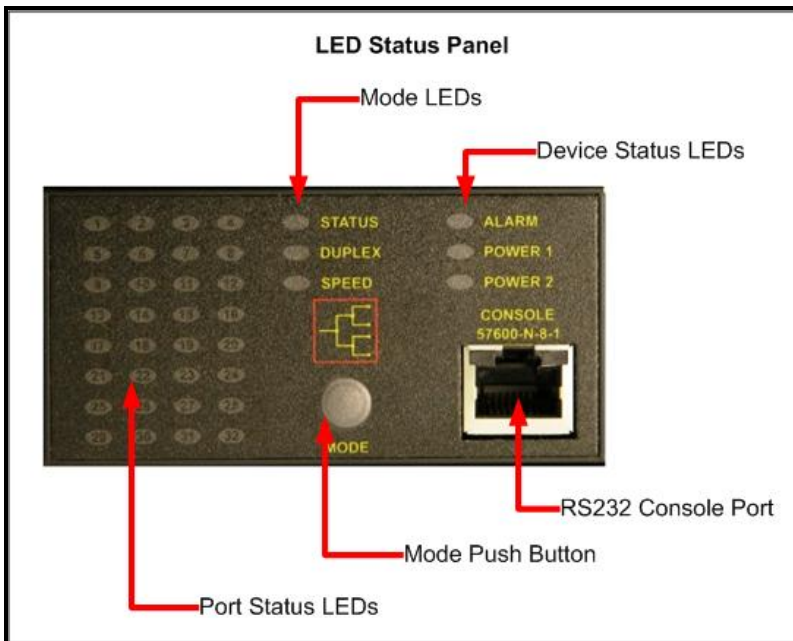 LED Status Panel
Mode LEDs
Device Status LEDs
1 2 3 4
5 6 7 8
9 10 11 12
13 14 15 16
17 18 19 20
21 22 23 24
25 26 27 28
29 30 31 32
STATUS
DUPLEX
SPEED
MODE
ALARM
POWER 1
POWER 2
CONSOLE
57600-N-8-1
RS232 Console Port
Mode Push Button
Port Status LEDs